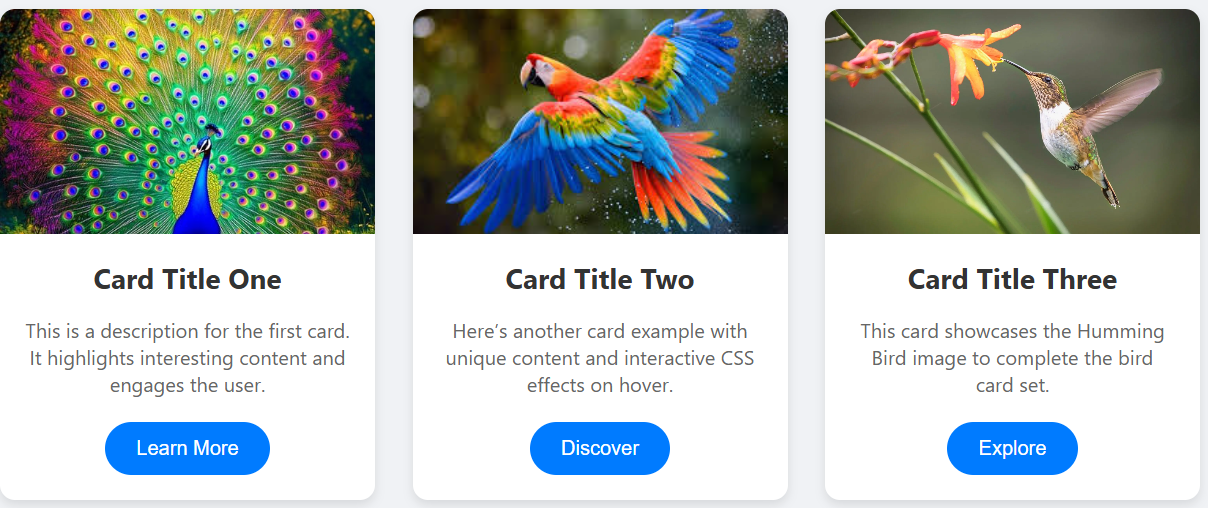 Card Title One
This is a description for the first card.
It highlights interesting content and
engages the user.
Learn More
Card Title Two
Here’s another card example with
unique content and interactive CSS
effects on hover.
Discover
Card Title Three
This card showcases the Humming
Bird image to complete the bird
card set.
Explore